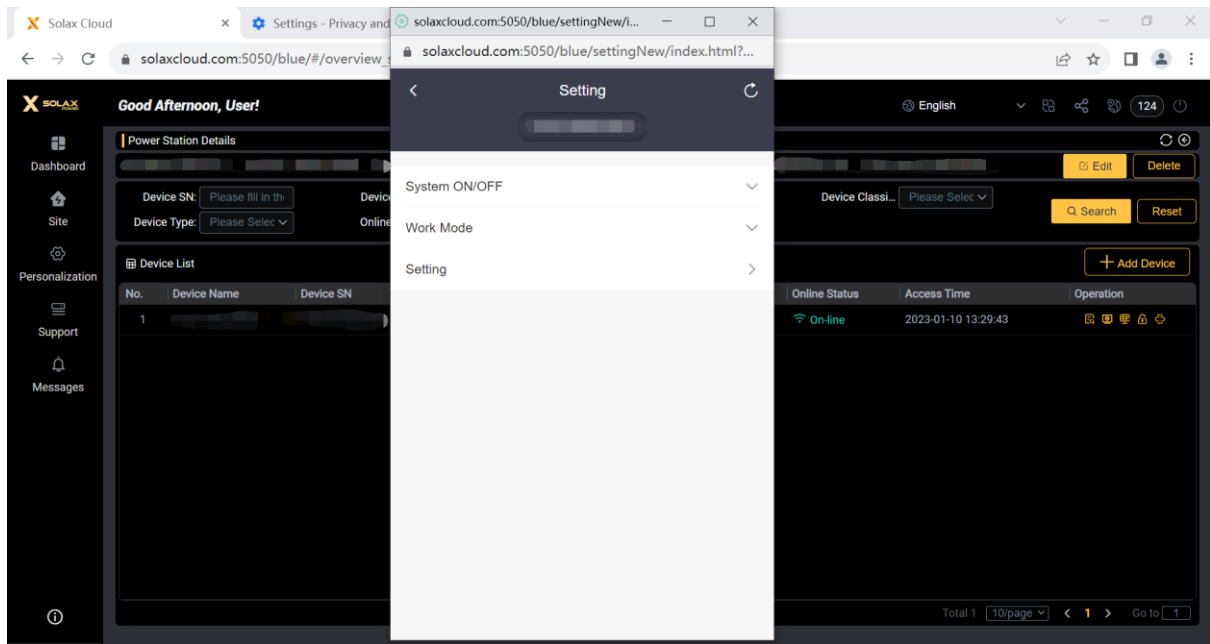 Solax Cloud
Settings - Privacy and
solaxcloud.com:5050/blue/settingNew/i...
solaxcloud.com:5050/blue/#/overview_
solaxcloud.com:5050/blue/settingNew/index.html?...
SOLAX
POWER
Good Afternoon, User!
English
124
Setting
Dashboard
Site
Personalization
Support
Messages
Power Station Details
Edit
Delete
Device SN:
Please fill in th
Device
Device Classi...
Please Selec
Device Type:
Please Selec
Online
Search
Reset
System ON/OFF
Work Mode
Setting
Device List
Add Device
No.
Device Name
Device SN
Online Status
Access Time
Operation
1
On-line
2023-01-10 13:29:43
Total 1
10/page
1
Go to
1